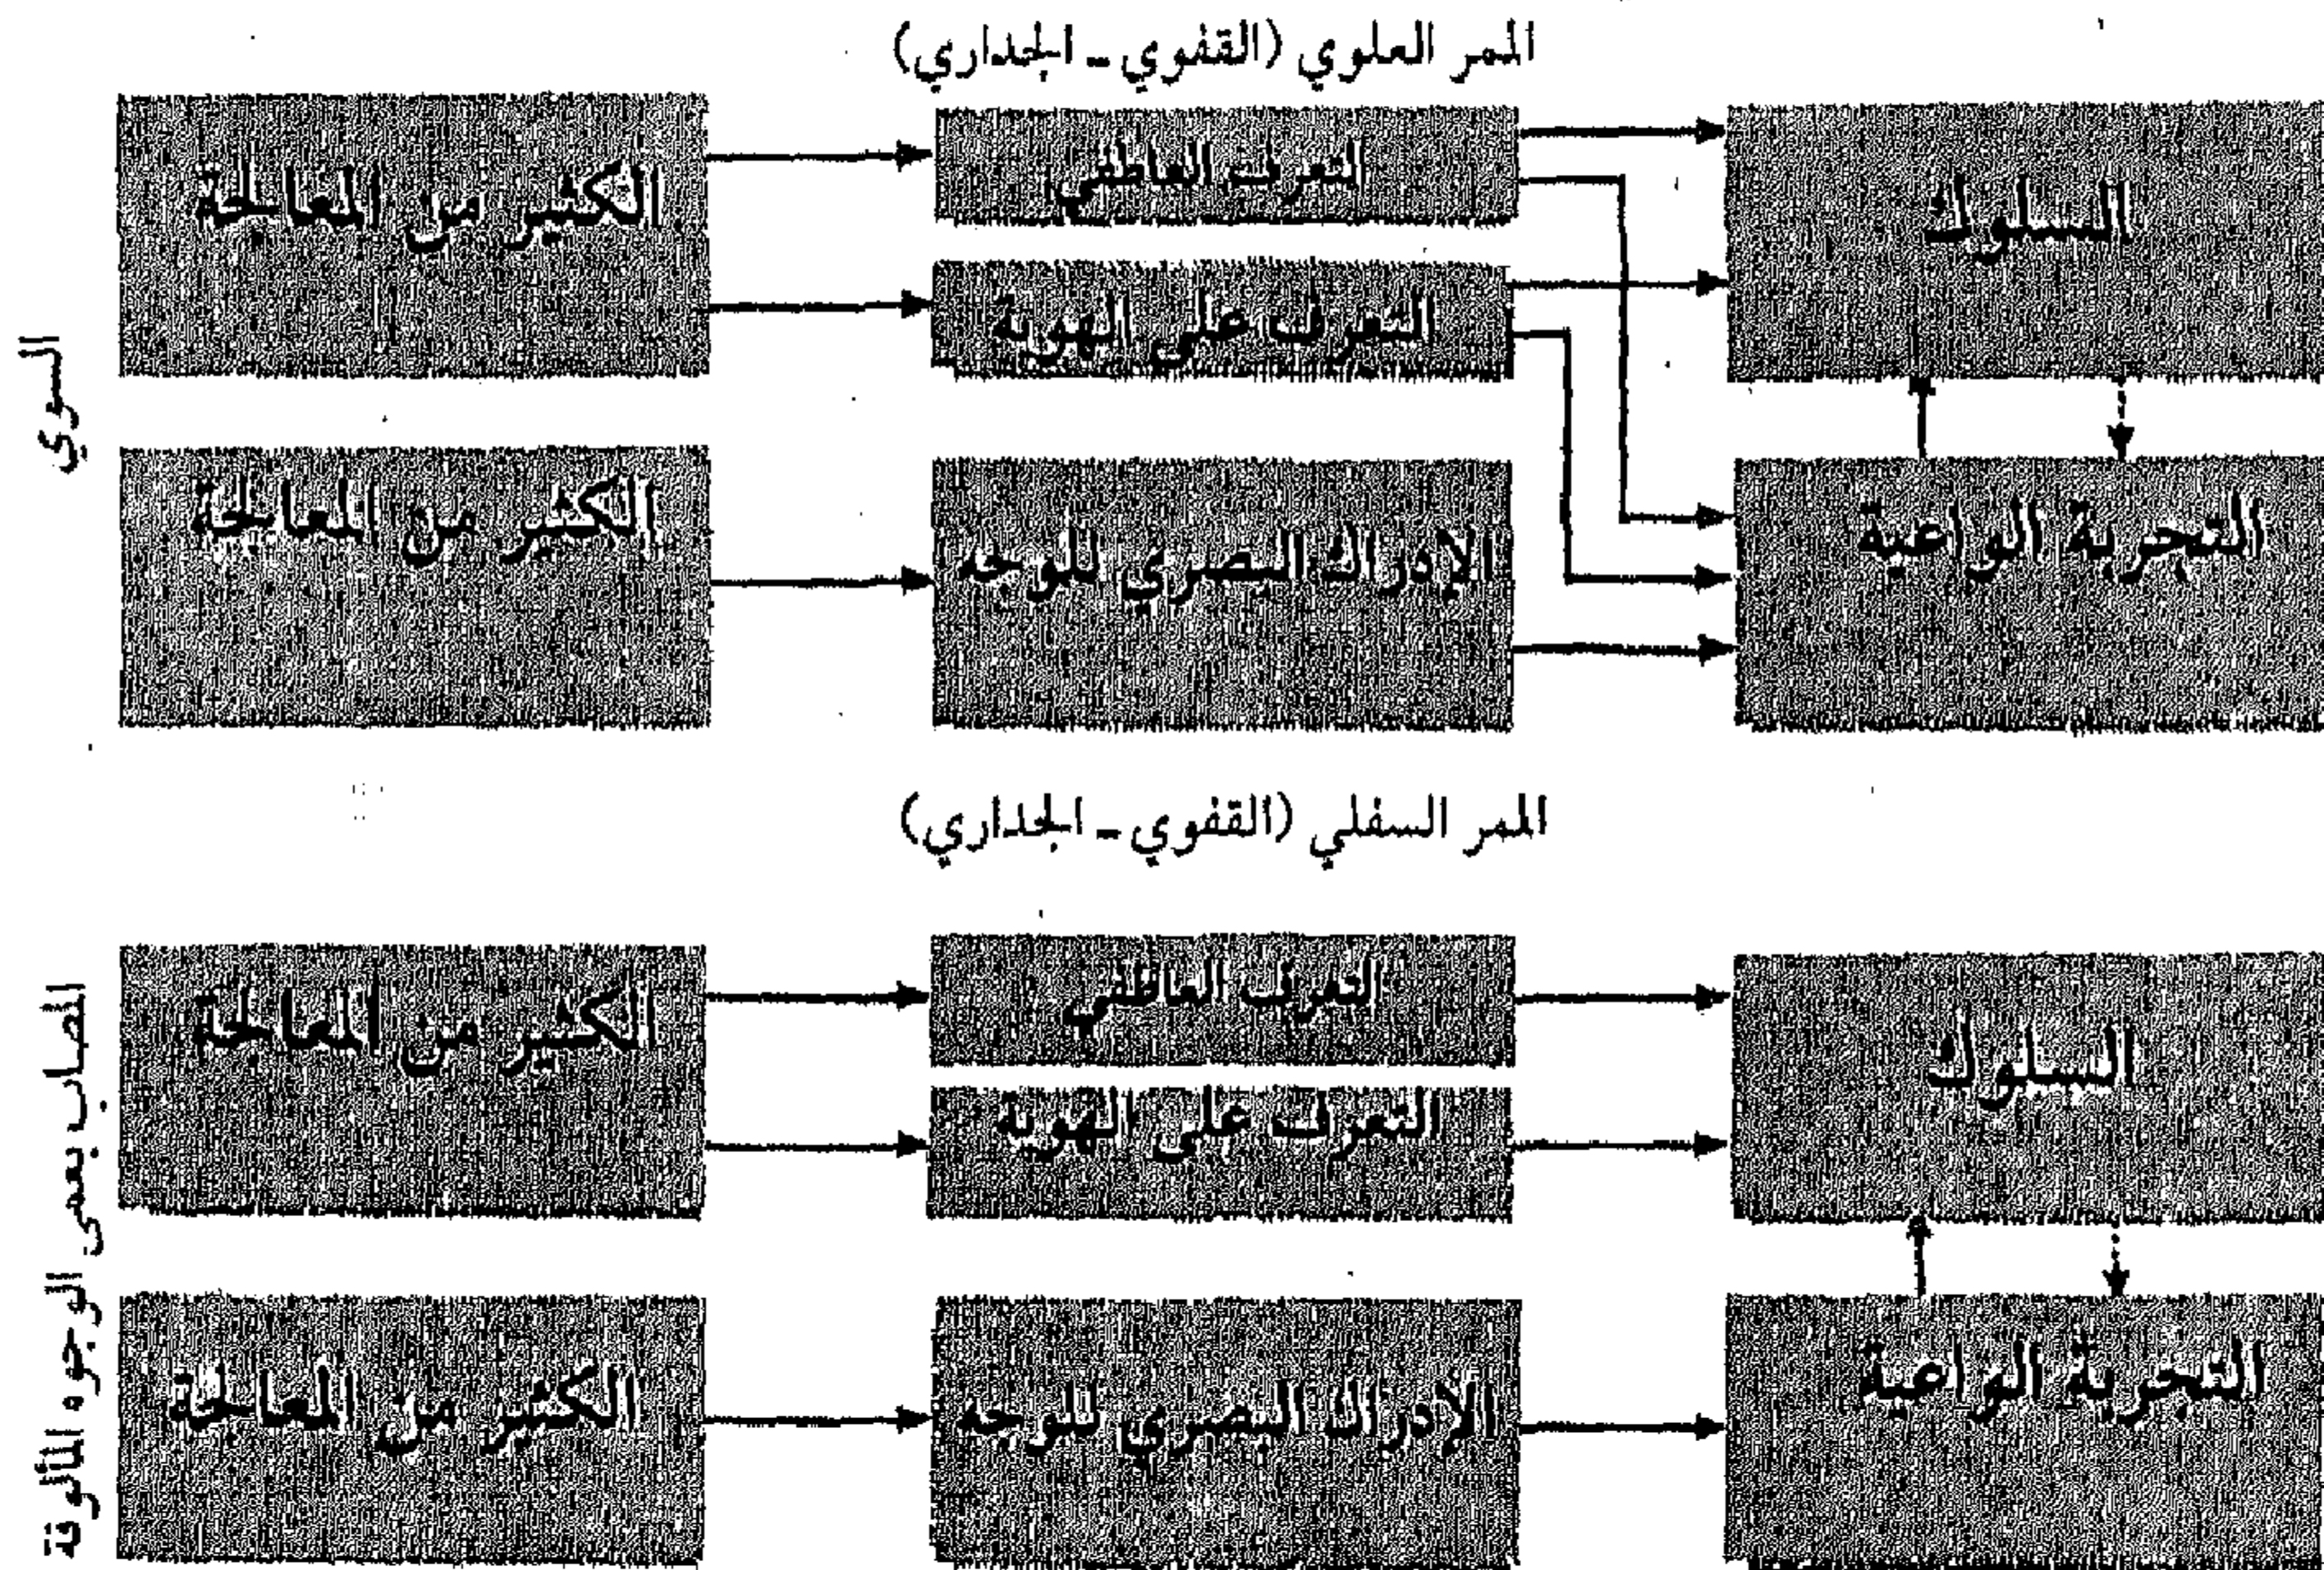 الممر العلوي (القفوي - الجداري)
السوي
الكثير من المعالجة
التعرف العاطفي
السلوك
التعرف على الهوية
الكثير من المعالجة
الإدراك البصري للوجه
التجربة الواعية
الممر السفلي (القفوي - الجداري)
المصاب بعمى الوجوه المألوفة
الكثير من المعالجة
التعرف العاطفي
السلوك
التعرف على الهوية
الكثير من المعالجة
الإدراك البصري للوجه
التجربة الواعية